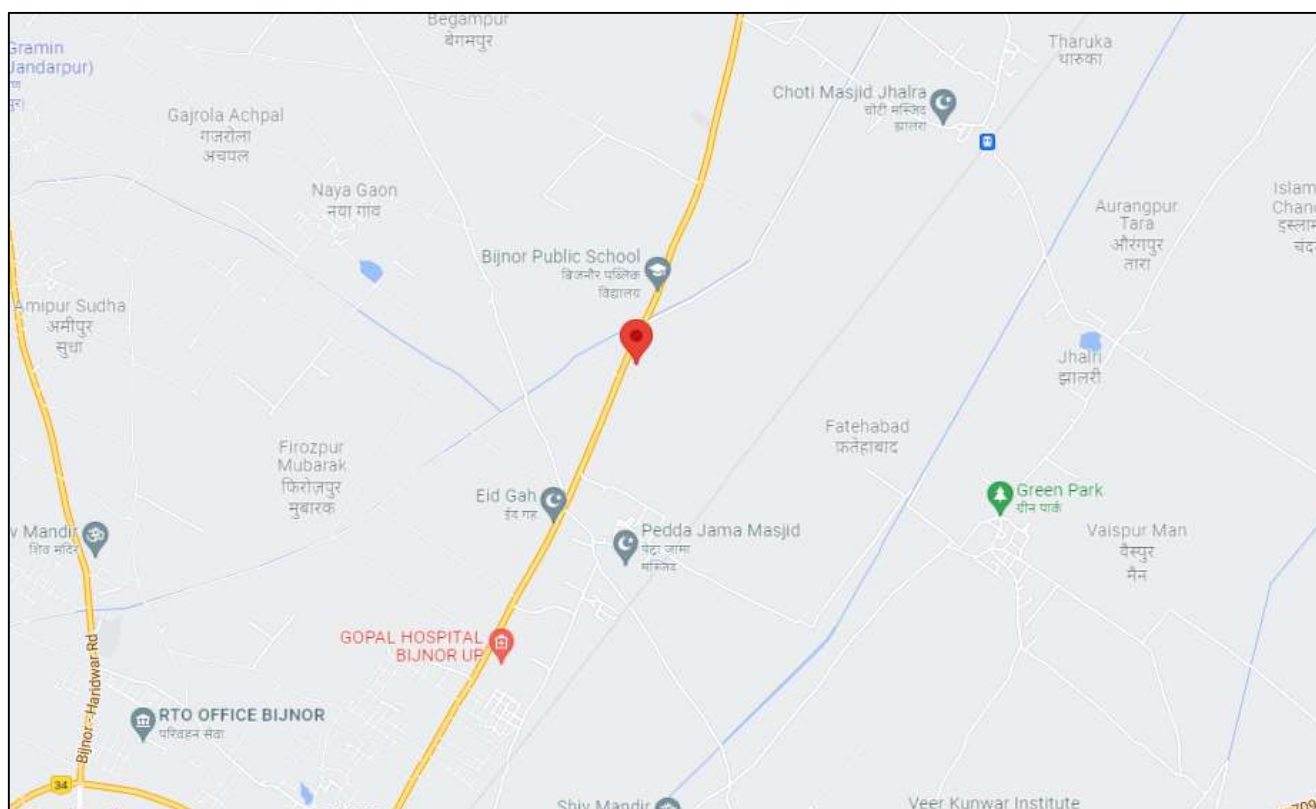 Begampur
बेगमपुर
Gramin
Jandarpur)
Tharuka
थारुका
Choti Masjid Jhalra
चोटी मस्जिद
झालरा
Gajrola Achpal
गजरोला
अचपल
Naya Gaon
नया गांव
Aurangpur
Tara
औरंगपुर
तारा
Bijnor Public School
बिजनौर पब्लिक
विद्यालय
Amipur Sudha
अमीपुर
सुधा
Jhalri
झालरी
Fatehabad
फ़तेहाबाद
Firozpur
Mubarak
फिरोज़पुर
मुबारक
Eid Gah
ईद गह
Green Park
ग्रीन पार्क
Mandir
शिव मंदिर
Pedda Jama Masjid
पेद्दा जामा
मस्जिद
Vaispur Man
वैस्पुर
मैन
GOPAL HOSPITAL
BIJNOR UP
Bijnor - Haridwar Rd
RTO OFFICE BIJNOR
परिवहन सेवा
34
Shiv Mandir
Veer Kunwar Institute